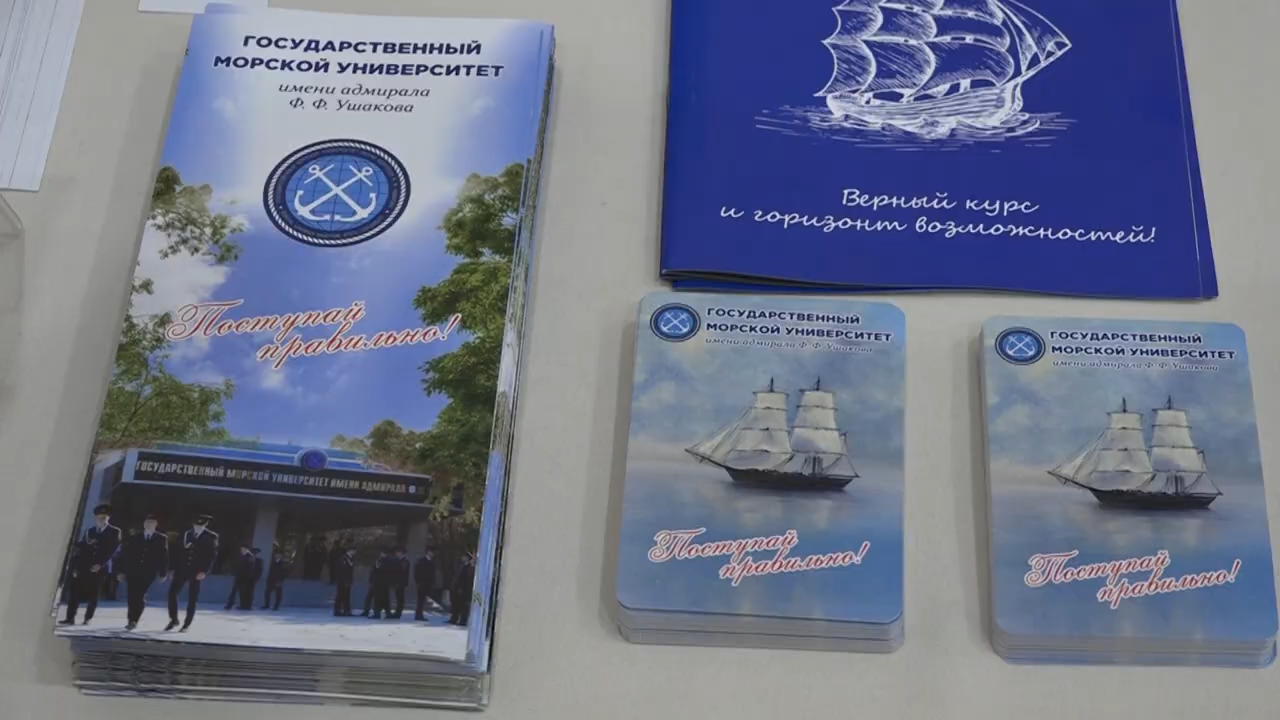 ГОСУДАРСТВЕННЫЙ
МОРСКОЙ УНИВЕРСИТЕТ
имени адмирала
Ф. Ф. Ушакова
Поступай
правильно!
ГОСУДАРСТВЕННЫЙ МОРСКОЙ УНИВЕРСИТЕТ ИМЕНИ АДМИРАЛА
Верный курс
и горизонт возможностей!
ГОСУДАРСТВЕННЫЙ
МОРСКОЙ УНИВЕРСИТЕТ
имени адмирала Ф. Ф. Ушакова
Поступай
правильно!
ГОСУДАРСТВЕННЫЙ
МОРСКОЙ УНИВЕРСИТЕТ
имени адмирала Ф. Ф. Ушакова
Поступай
правильно!